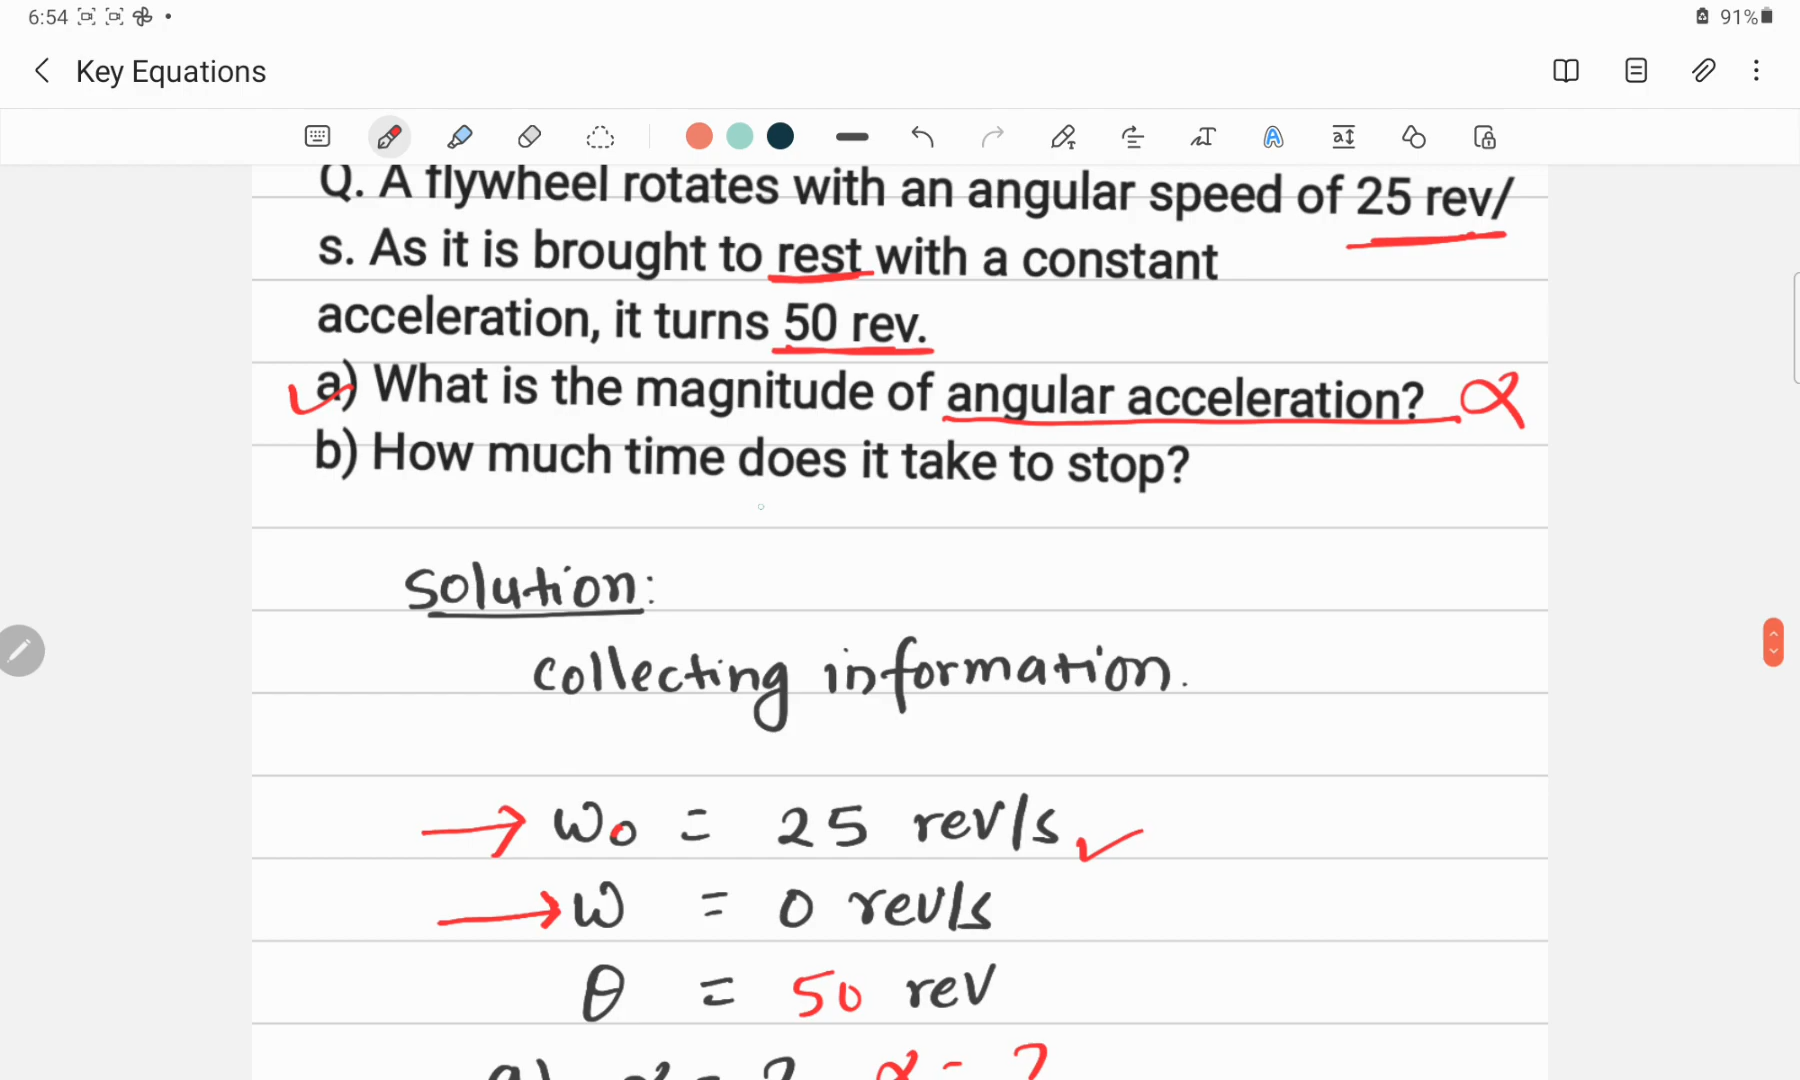 6:54
91%
Key Equations
Q. A flywheel rotates with an angular speed of 25 rev/
s. As it is brought to rest with a constant
acceleration, it turns 50 rev.
a) What is the magnitude of angular acceleration? α
b) How much time does it take to stop?
Solution:
collecting information.
ω₀ = 25 rev/s
ω = 0 rev/s
θ = 50 rev
a) α = ? α = ?